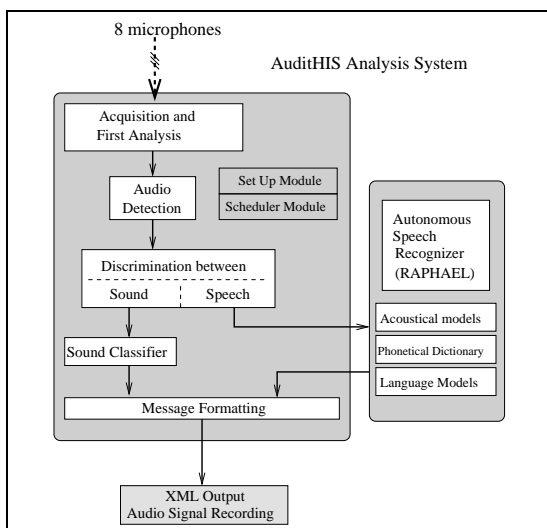 8 microphones
AuditHIS Analysis System
Acquisition and
First Analysis
Audio
Detection
Set Up Module
Scheduler Module
Discrimination between
Sound
Speech
Sound Classifier
Message Formatting
Autonomous
Speech
Recognizer
(RAPHAEL)
Acoustical models
Phonetical Dictionary
Language Models
XML Output
Audio Signal Recording